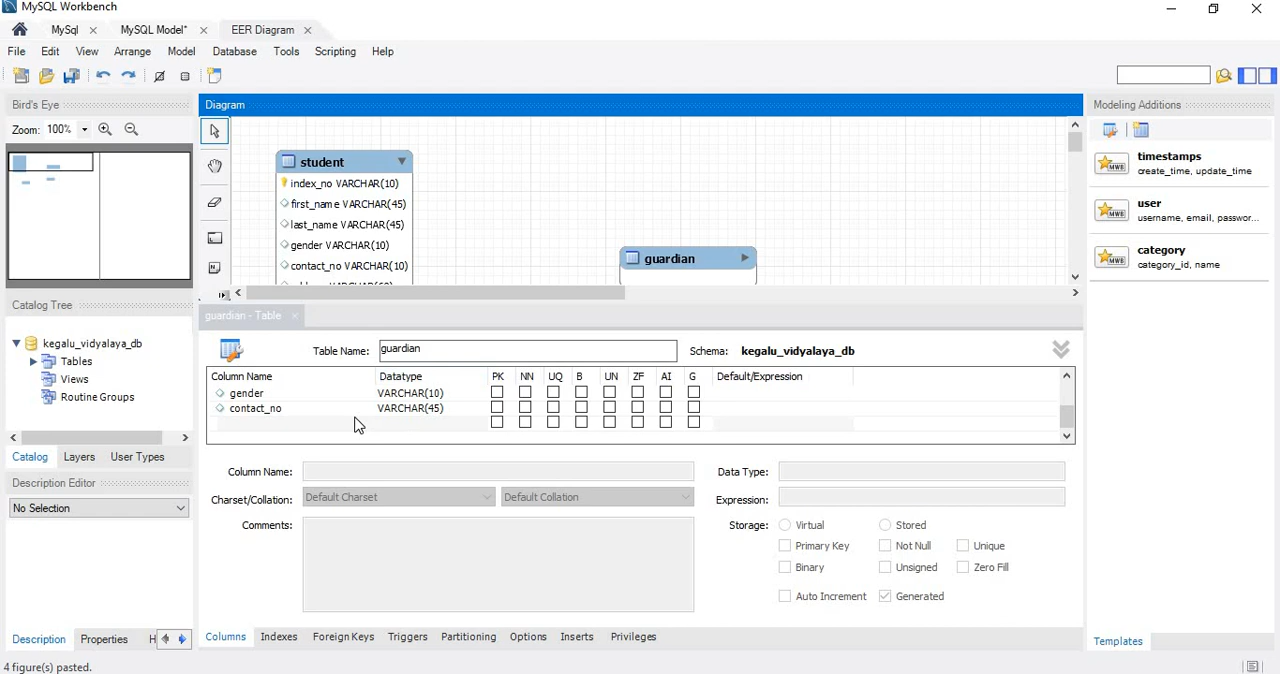 MySQL Workbench
MySql
MySQL Model*
EER Diagram
File Edit View Arrange Model Database Tools Scripting Help
Bird's Eye
Zoom: 100%
Catalog Tree
kegalu_vidyalaya_db
Tables
Views
Routine Groups
Catalog Layers User Types
Description Editor
No Selection
Description Properties H
4 figure(s) pasted.
Diagram
student
index_no VARCHAR(10)
first_name VARCHAR(45)
last_name VARCHAR(45)
gender VARCHAR(10)
contact_no VARCHAR(10)
guardian
guardian - Table
Table Name: guardian Schema: kegalu_vidyalaya_db
Column Name Datatype PK NN UQ B UN ZF AI G Default/Expression
gender VARCHAR(10)
contact_no VARCHAR(45)
Column Name: Data Type:
Charset/Collation: Default Charset Default Collation Expression:
Comments: Storage: Virtual Stored
Primary Key Not Null Unique
Binary Unsigned Zero Fill
Auto Increment Generated
Columns Indexes Foreign Keys Triggers Partitioning Options Inserts Privileges
Modeling Additions
timestamps
create_time, update_time
user
username, email, passwor...
category
category_id, name
Templates